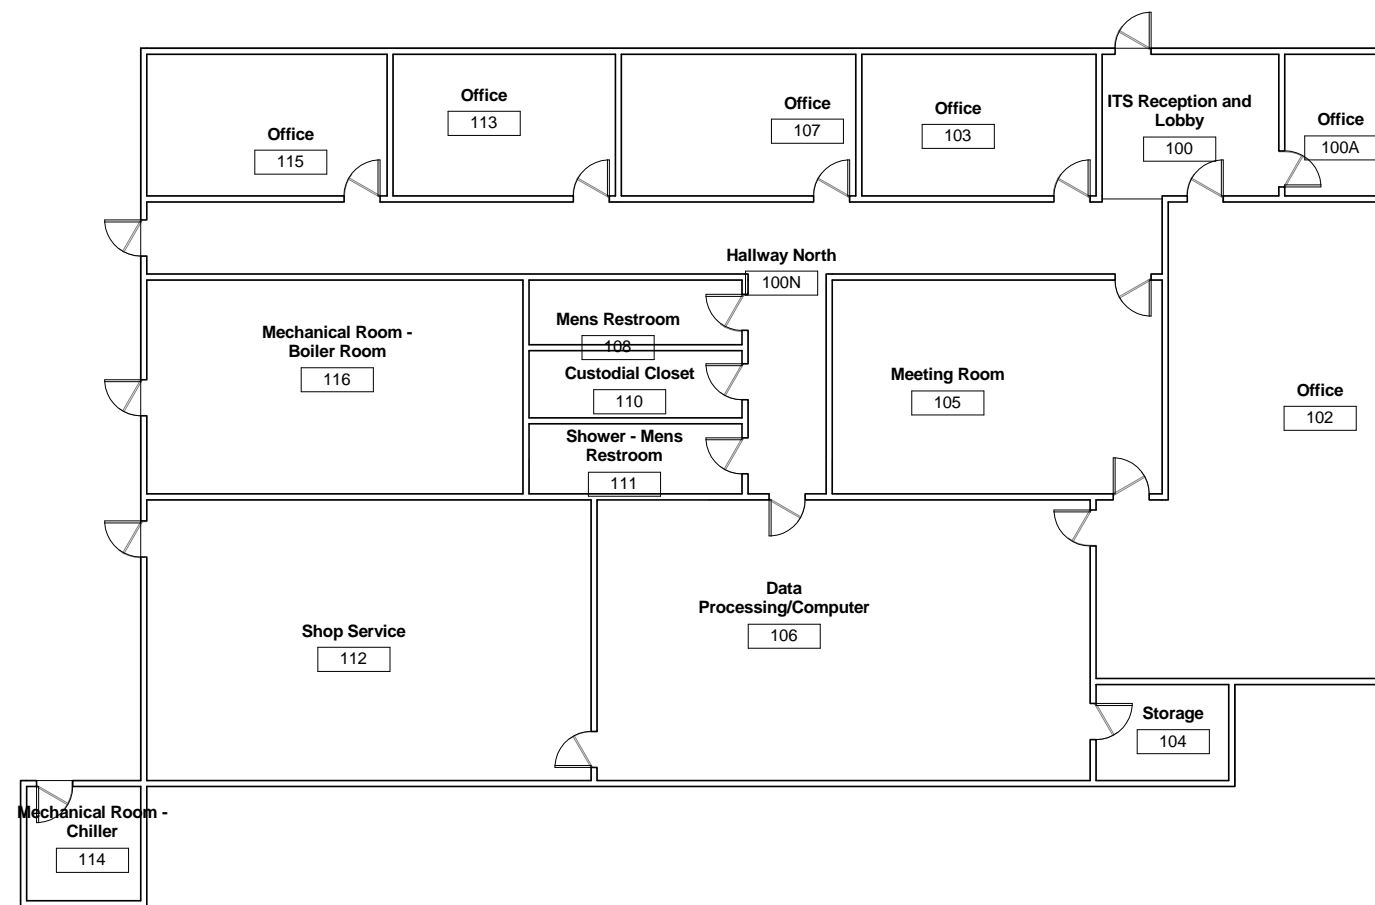 Office
115
Office
113
Office
107
Office
103
ITS Reception and
Lobby
100
Office
100A
Hallway North
100N
Mechanical Room -
Boiler Room
116
Mens Restroom
108
Custodial Closet
110
Shower - Mens
Restroom
111
Meeting Room
105
Office
102
Shop Service
112
Data
Processing/Computer
106
Storage
104
Mechanical Room -
Chiller
114